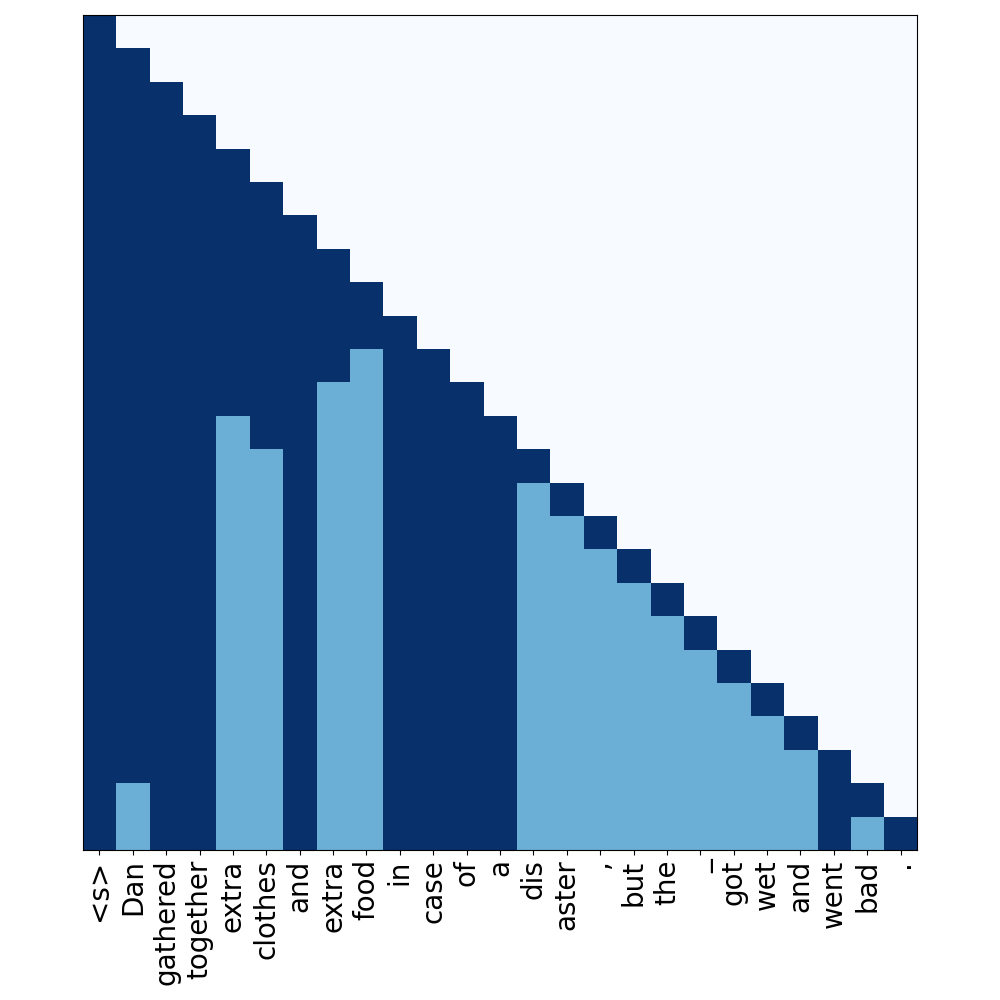 <s> Dan gathered together extra clothes and extra food in case of a dis aster , but the _ got wet and went bad .